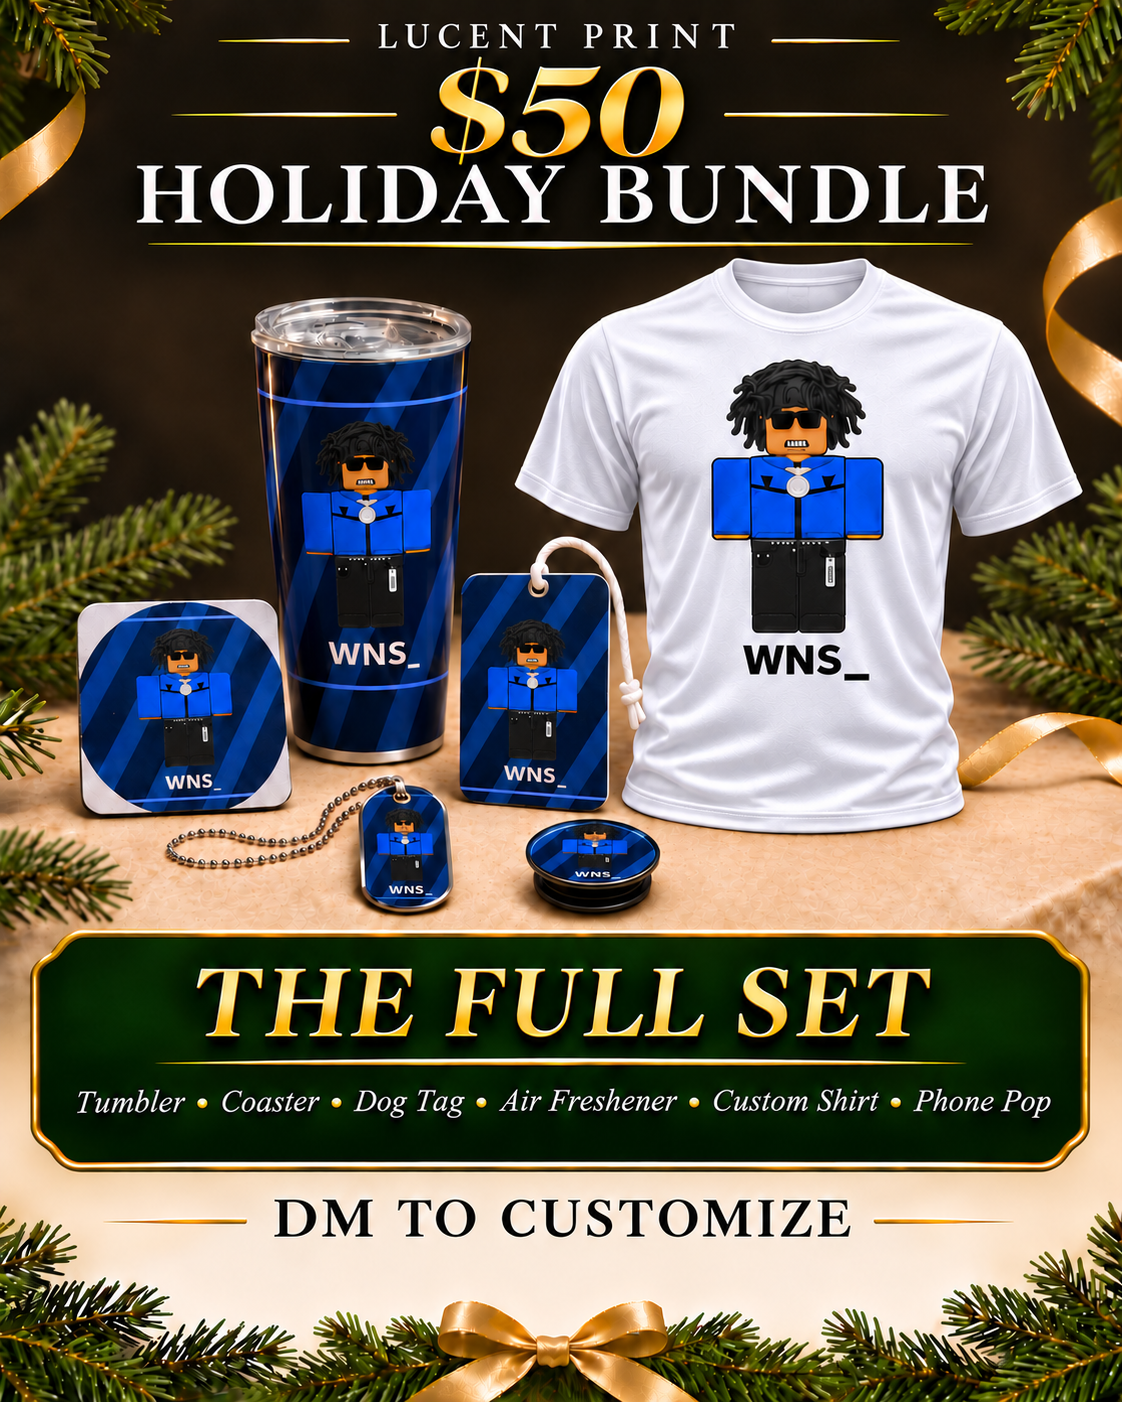 LUCENT PRINT
$50
HOLIDAY BUNDLE
WNS_
WNS_
WNS_
WNS_
WNS_
WNS_
THE FULL SET
Tumbler • Coaster • Dog Tag • Air Freshener • Custom Shirt • Phone Pop
DM TO CUSTOMIZE